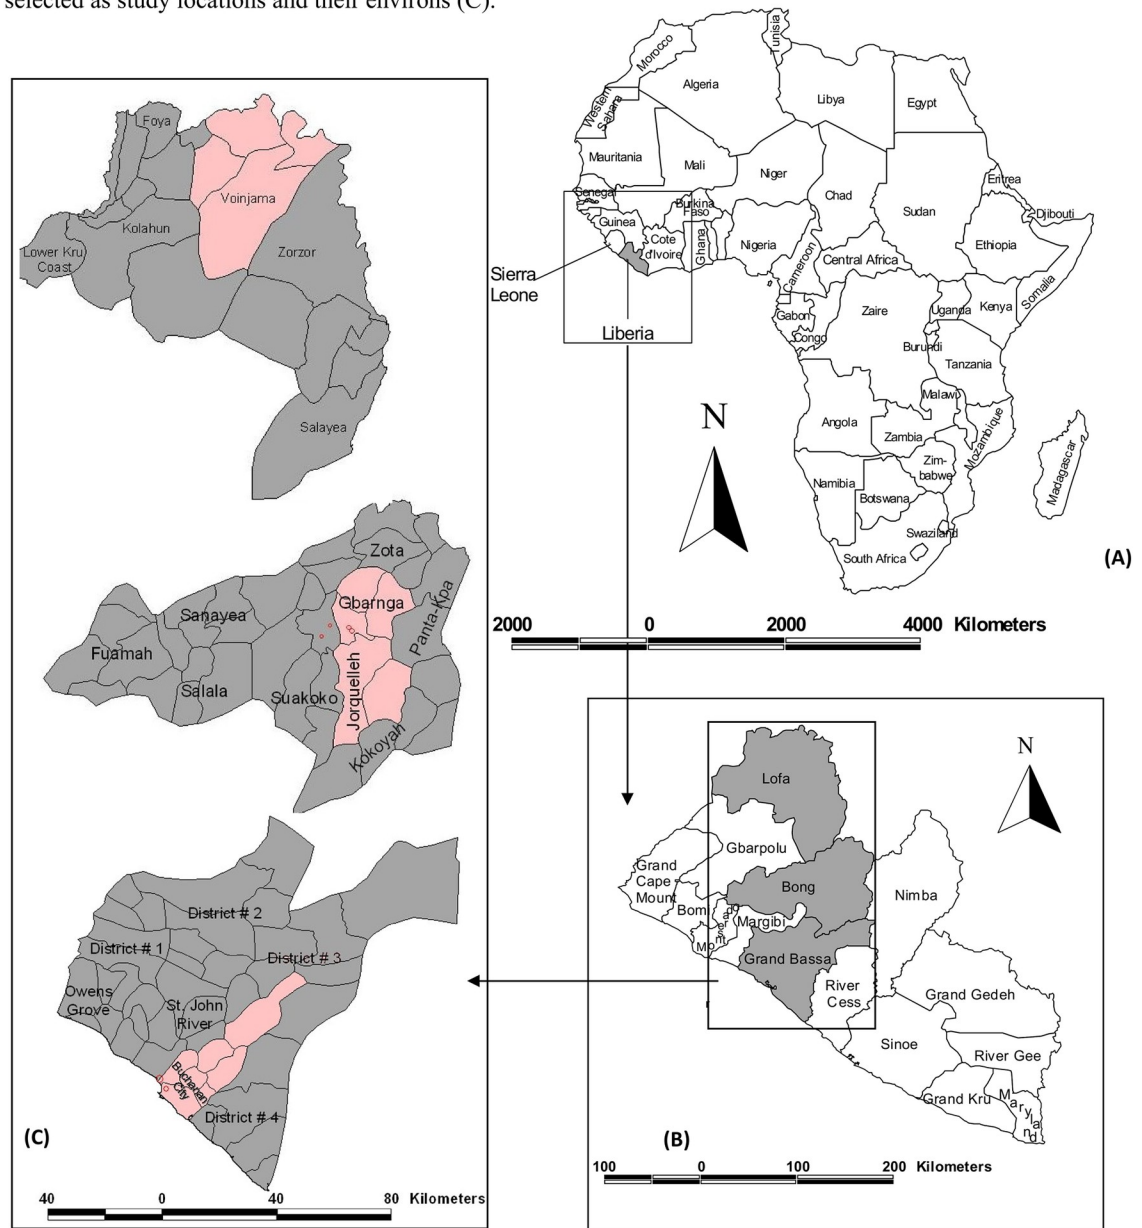 selected as study locations and their environs (C).
Tunisia
Morocco
Algeria
Libya
Egypt
Western
Sahara
Mauritania
Mali
Niger
Chad
Sudan
Eritrea
Djibouti
Senegal
Burkina
Faso
Guinea
Cote
d'Ivoire
Ghana
Nigeria
Cameroon
Central Africa
Ethiopia
Somalia
Sierra
Leone
Liberia
Gabon
Congo
Zaire
Uganda
Kenya
Burundi
Tanzania
Malawi
Angola
Zambia
Mozambique
Zim-
babwe
Madagascar
Namibia
Botswana
Swaziland
South Africa
N
(A)
2000 0 2000 4000 Kilometers
Foya
Voinjama
Kolahun
Zorzor
Lower Kru
Coast
Salayea
Zota
Gbarnga
Sanayea
Panta-Kpa
Fuamah
Salala
Suakoko
Jorquelleh
Kokoyah
District # 2
District # 1
District # 3
Owens
Grove
St. John
River
Buchanan
City
District # 4
(C)
40 0 40 80 Kilometers
N
Lofa
Gbarpolu
Grand
Cape
Mount
Bong
Nimba
Bomi
Montserrado
Margibi
Grand Bassa
River
Cess
Grand Gedeh
Sinoe
River Gee
Grand Kru
Maryland
(B)
100 0 100 200 Kilometers